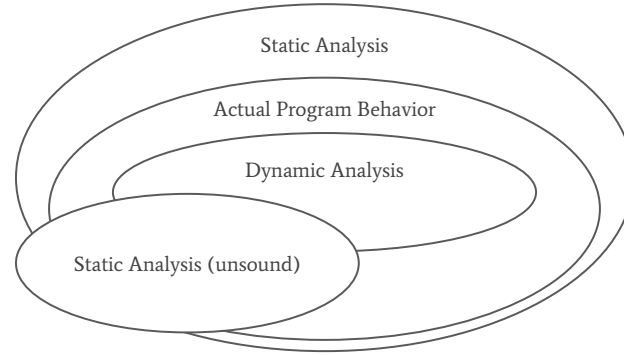 Static Analysis
Actual Program Behavior
Dynamic Analysis
Static Analysis (unsound)